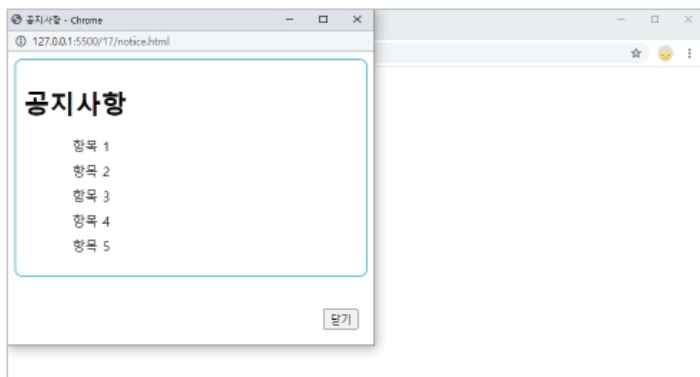 공지사항 - Chrome
127.0.0.1:5500/17/notice.html
공지사항
항목 1
항목 2
항목 3
항목 4
항목 5
닫기